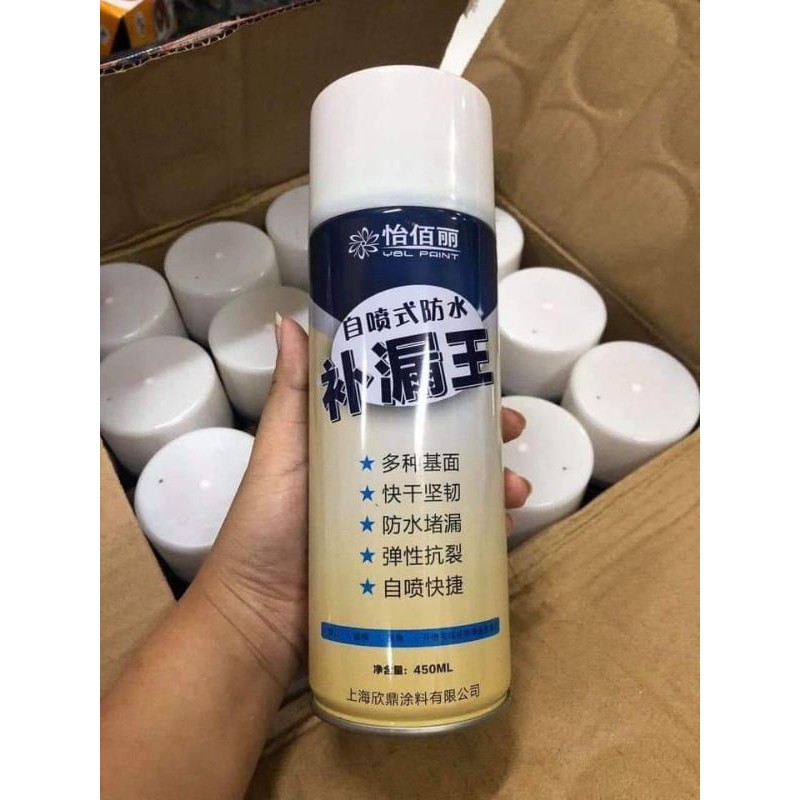 怡佰丽
YBL PAINT
自喷式防水
补漏王
★ 多种基面
★ 快干坚韧
★ 防水堵漏
★ 弹性抗裂
★ 自喷快捷
净含量: 450ML
上海欣鼎涂料有限公司